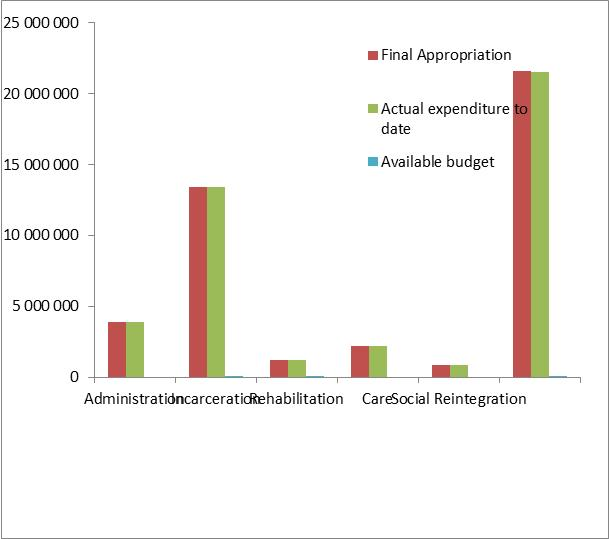 25 000 000
20 000 000
15 000 000
10 000 000
5 000 000
0
Final Appropriation
Actual expenditure to
date
Available budget
Administration Incarceration Rehabilitation Care Social Reintegration